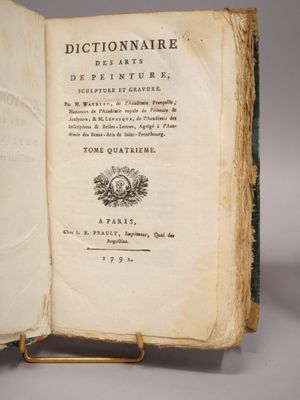 DICTIONNAIRE
DES ARTS
DE PEINTURE,
SCULPTURE ET GRAVURE.
Par M. WATELET, de l'Académie Françoise;
Honoraire de l'Académie royale de Peinture &
Sculpture; & M. LEVESQUE, de l'Académie des
Inscriptions & Belles-Lettres, Agrégé à l'Aca-
démie des Beaux-Arts de Saint-Petersbourg.
TOME QUATRIEME.
A PARIS,
Chez L. F. PRAULT, Imprimeur, Quai des
Augustins.
1792.